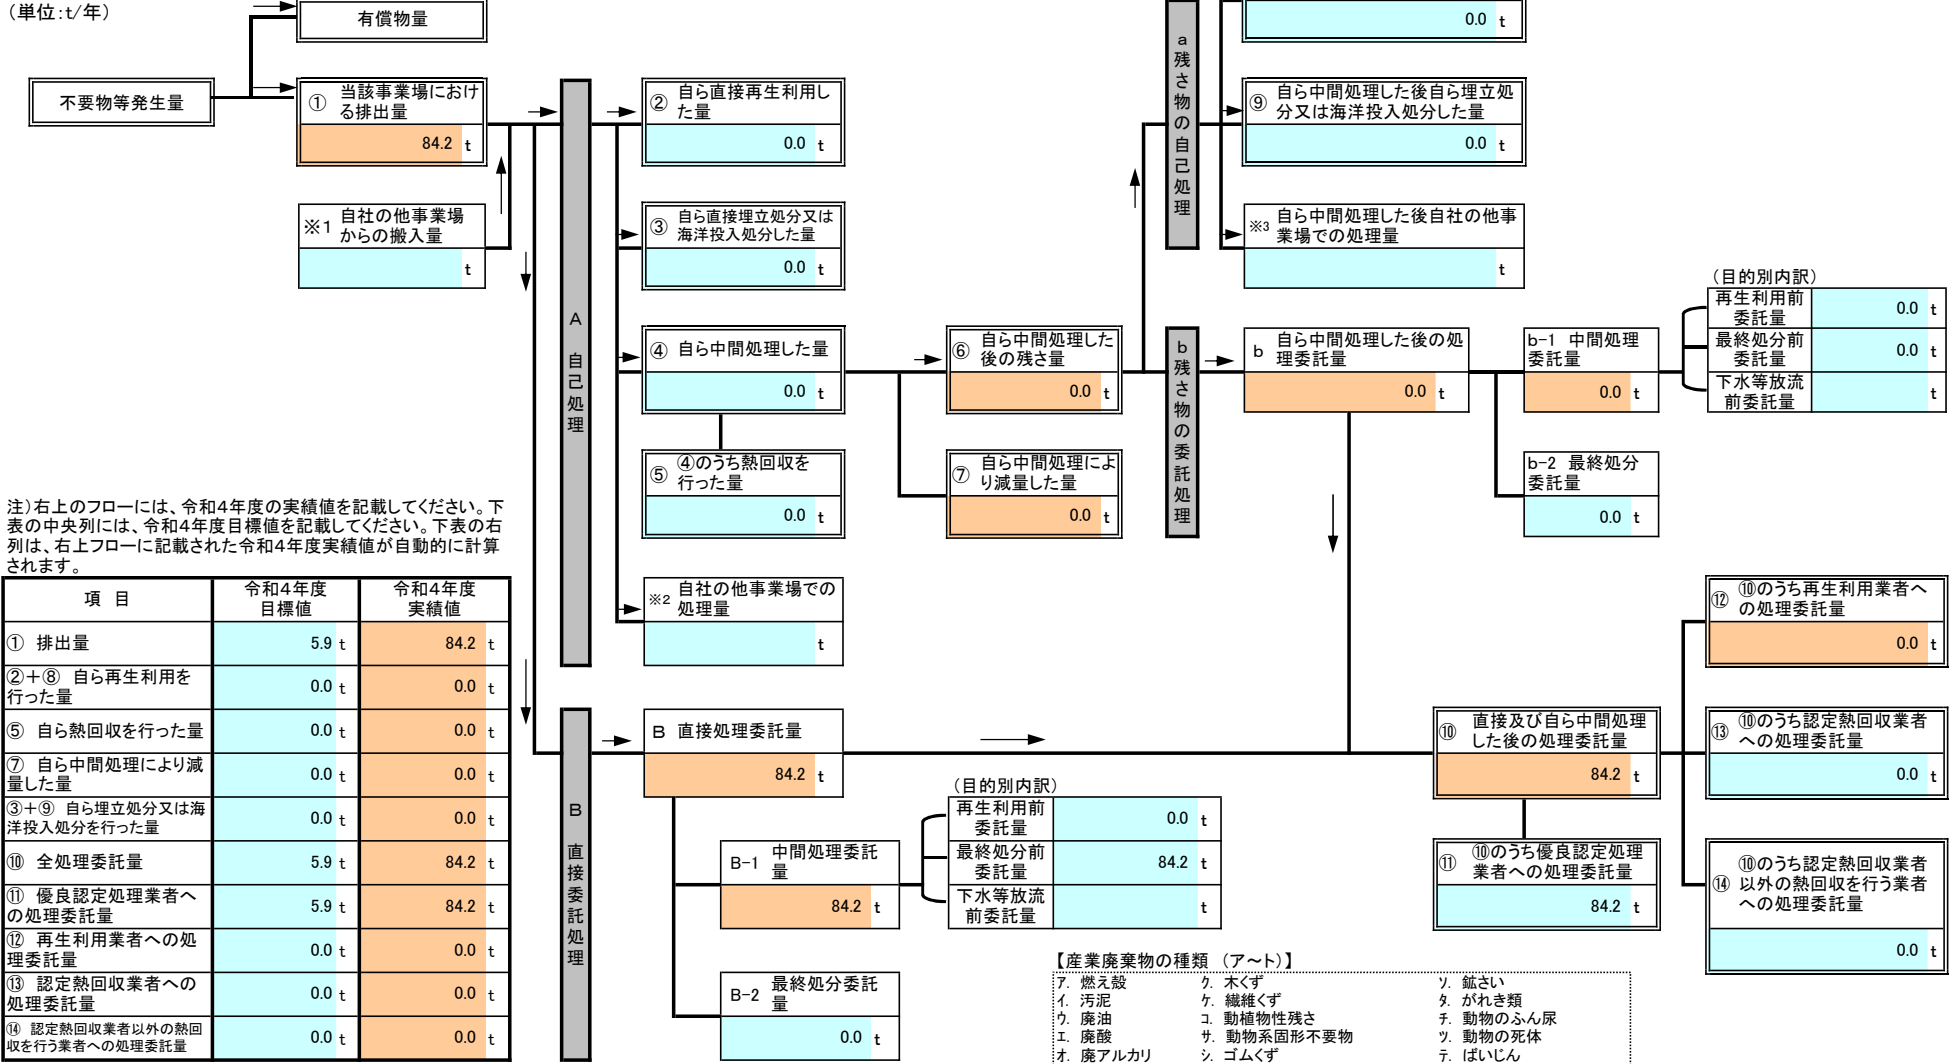 (単位:t/年)
有償物量
不要物等発生量
① 当該事業場におけ
る排出量
84.2 t
※1 自社の他事業場
からの搬入量
t
A 自己処理
② 自ら直接再生利用し
た量
0.0 t
③ 自ら直接埋立処分又は
海洋投入処分した量
0.0 t
④ 自ら中間処理した量
0.0 t
⑤ ④のうち熱回収を
行った量
0.0 t
※2 自社の他事業場での
処理量
t
⑥ 自ら中間処理した
後の残さ量
0.0 t
⑦ 自ら中間処理によ
り減量した量
0.0 t
a 残さ物の自己処理
0.0 t
⑨ 自ら中間処理した後自ら埋立処
分又は海洋投入処分した量
0.0 t
※3 自ら中間処理した後自社の他事
業場での処理量
t
b 残さ物の委託処理
b 自ら中間処理した後の処
理委託量
0.0 t
b-1 中間処理
委託量
0.0 t
b-2 最終処分
委託量
0.0 t
(目的別内訳)
再生利用前
委託量
0.0 t
最終処分前
委託量
0.0 t
下水等放流
前委託量
t
注)右上のフローには、令和4年度の実績値を記載してください。下
表の中央列には、令和4年度目標値を記載してください。下表の右
列は、右上フローに記載された令和4年度実績値が自動的に計算
されます。
項 目 令和4年度
目標値 令和4年度
実績値
① 排出量 5.9 t 84.2 t
②+⑧ 自ら再生利用を
行った量 0.0 t 0.0 t
⑤ 自ら熱回収を行った量 0.0 t 0.0 t
⑦ 自ら中間処理により減
量した量 0.0 t 0.0 t
③+⑨ 自ら埋立処分又は海
洋投入処分を行った量 0.0 t 0.0 t
⑩ 全処理委託量 5.9 t 84.2 t
⑪ 優良認定処理業者へ
の処理委託量 5.9 t 84.2 t
⑫ 再生利用業者への処
理委託量 0.0 t 0.0 t
⑬ 認定熱回収業者への
処理委託量 0.0 t 0.0 t
⑭ 認定熱回収業者以外の熱回
収を行う業者への処理委託量 0.0 t 0.0 t
B 直接委託処理
B 直接処理委託量
84.2 t
B-1 中間処理委託
量
84.2 t
B-2 最終処分委託
量
0.0 t
(目的別内訳)
再生利用前
委託量
0.0 t
最終処分前
委託量
84.2 t
下水等放流
前委託量
t
⑩ 直接及び自ら中間処理
した後の処理委託量
84.2 t
⑪ ⑩のうち優良認定処理
業者への処理委託量
84.2 t
⑫ ⑩のうち再生利用業者へ
の処理委託量
0.0 t
⑬ ⑩のうち認定熱回収業者
への処理委託量
0.0 t
⑭ ⑩のうち認定熱回収業者
以外の熱回収を行う業者
への処理委託量
0.0 t
【産業廃棄物の種類 (ア~ト)】
ア. 燃え殻 ク. 木くず ソ. 鉱さい
イ. 汚泥 ケ. 繊維くず タ. がれき類
ウ. 廃油 コ. 動植物性残さ チ. 動物のふん尿
エ. 廃酸 サ. 動物系固形不要物 ツ. 動物の死体
オ. 廃アルカリ シ. ゴムくず テ. ばいじん